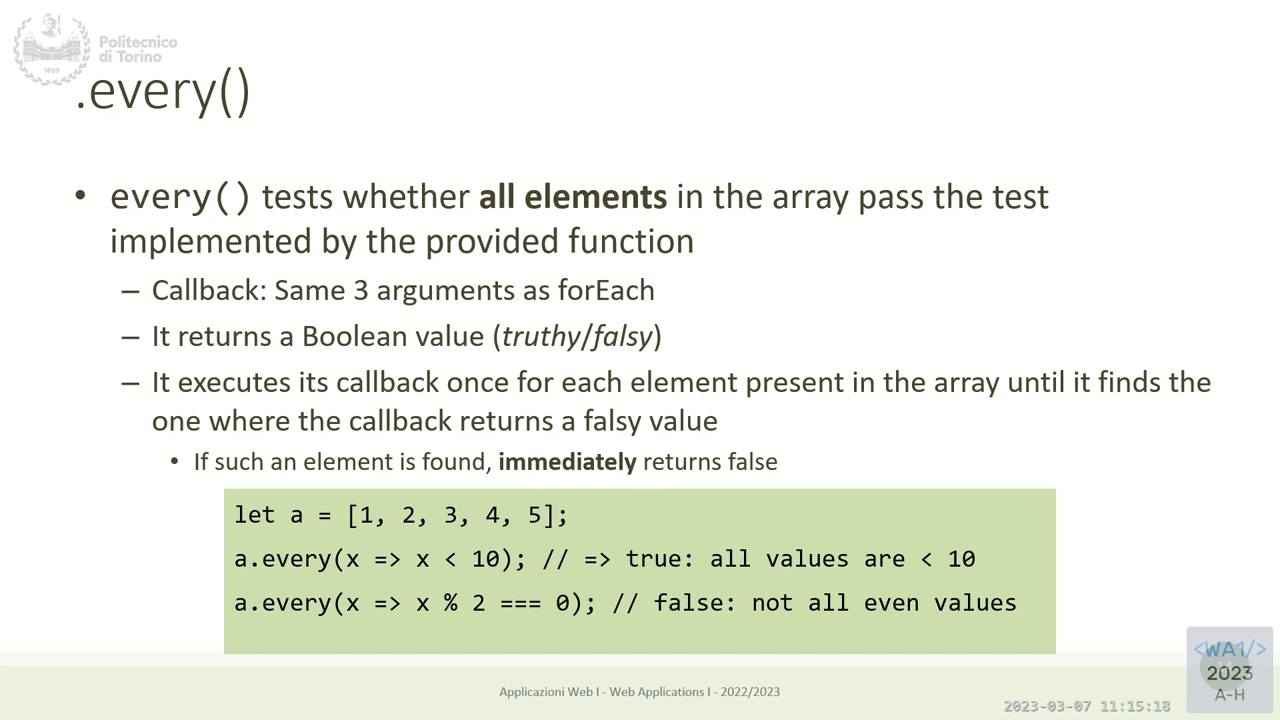 Politecnico
di Torino
1859
.every()
• every() tests whether all elements in the array pass the test
implemented by the provided function
– Callback: Same 3 arguments as forEach
– It returns a Boolean value (truthy/falsy)
– It executes its callback once for each element present in the array until it finds the
one where the callback returns a falsy value
• If such an element is found, immediately returns false
let a = [1, 2, 3, 4, 5];
a.every(x => x < 10); // => true: all values are < 10
a.every(x => x % 2 === 0); // false: not all even values
Applicazioni Web I - Web Applications I - 2022/2023
2023-03-07 11:15:18
<WA1/>
2023
A-H